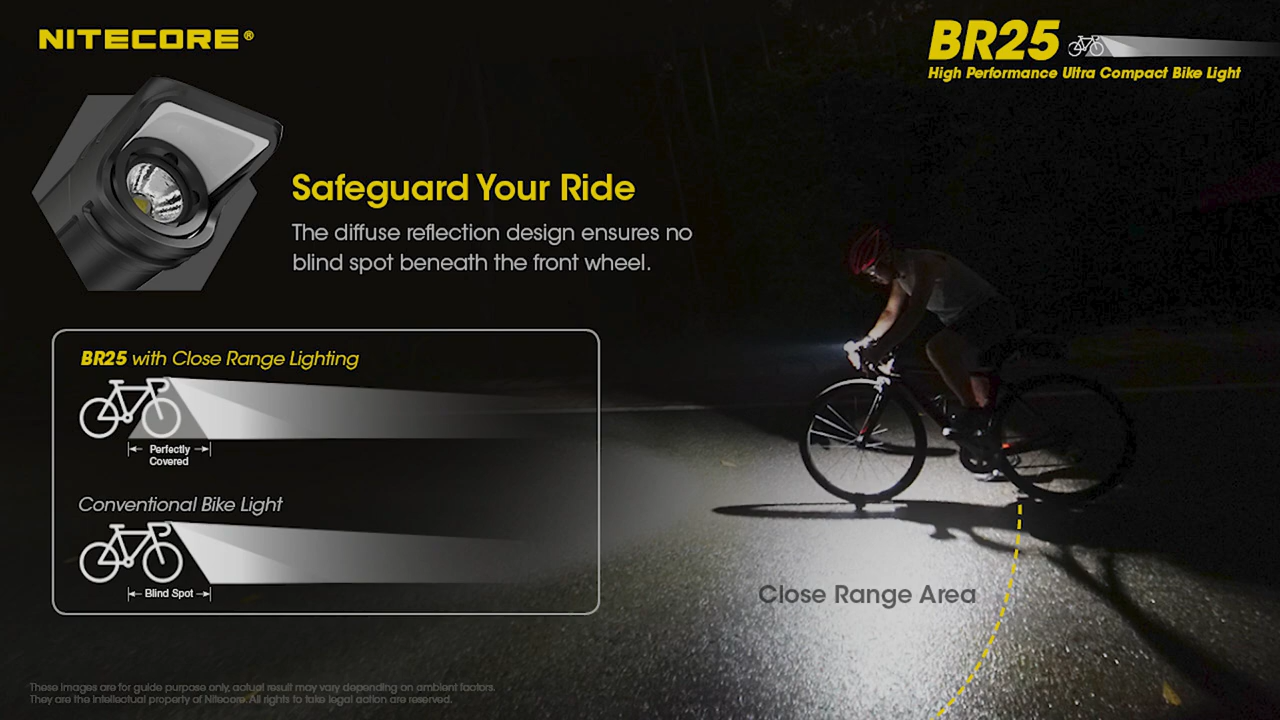 NITECORE®
BR25
High Performance Ultra Compact Bike Light
Safeguard Your Ride
The diffuse reflection design ensures no
blind spot beneath the front wheel.
BR25 with Close Range Lighting
Perfectly
Covered
Conventional Bike Light
Blind Spot
Close Range Area
These images are for guide purpose only, actual result may vary depending on ambient factors.
They are the intellectual property of Nitecore.All rights to take legal action are reserved.